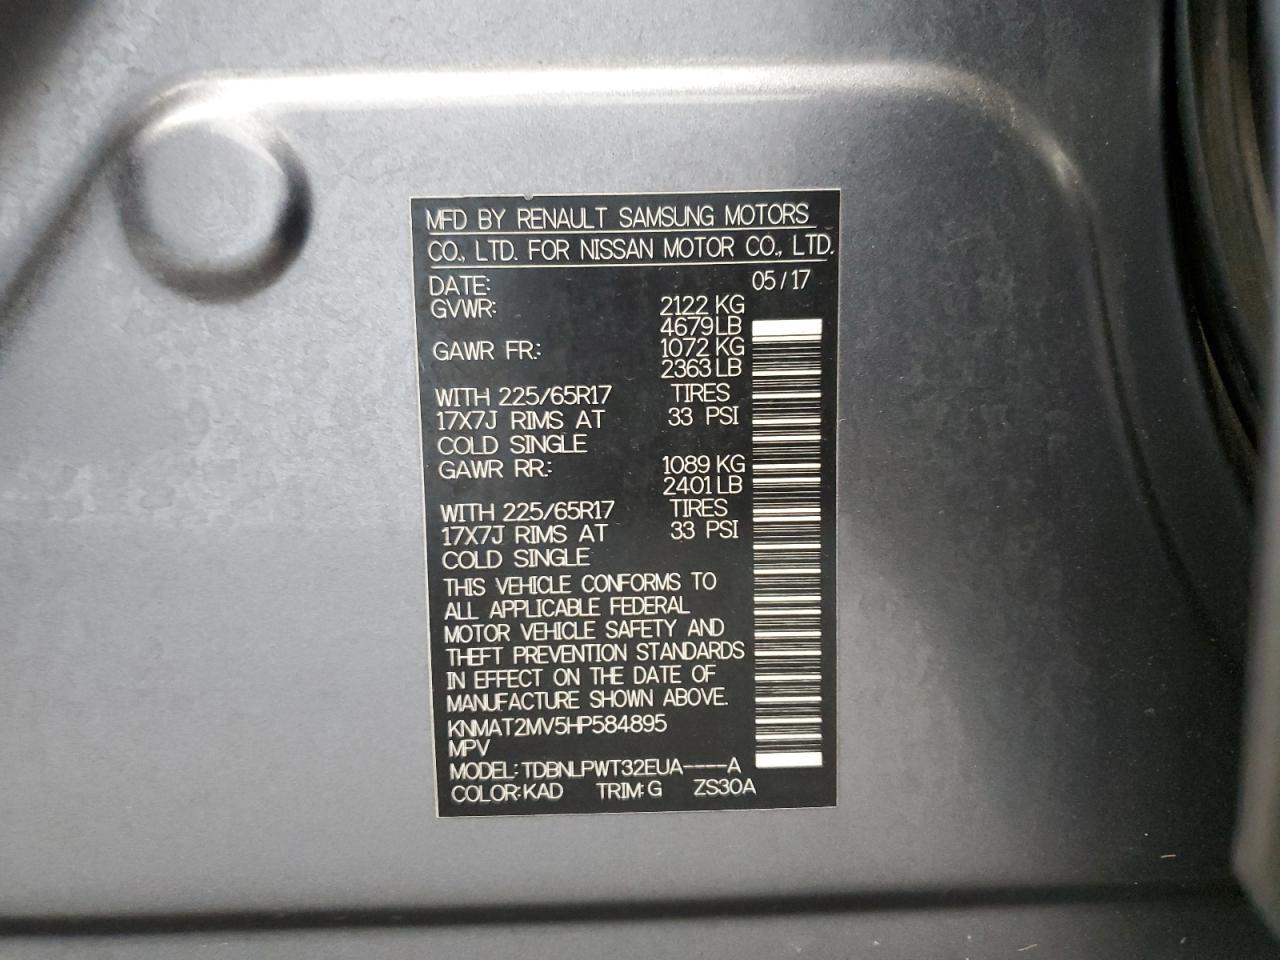 MFD BY RENAULT SAMSUNG MOTORS
CO., LTD. FOR NISSAN MOTOR CO., LTD.
DATE: 05/17
GVWR: 2122 KG
4679 LB
GAWR FR.: 1072 KG
2363 LB
WITH 225/65R17 TIRES
17X7J RIMS AT 33 PSI
COLD SINGLE
GAWR RR.: 1089 KG
2401 LB
WITH 225/65R17 TIRES
17X7J RIMS AT 33 PSI
COLD SINGLE
THIS VEHICLE CONFORMS TO
ALL APPLICABLE FEDERAL
MOTOR VEHICLE SAFETY AND
THEFT PREVENTION STANDARDS
IN EFFECT ON THE DATE OF
MANUFACTURE SHOWN ABOVE.
KNMAT2MV5HP584895
MPV
MODEL: TDBNLPWT32EUA----A
COLOR: KAD TRIM: G ZS30A